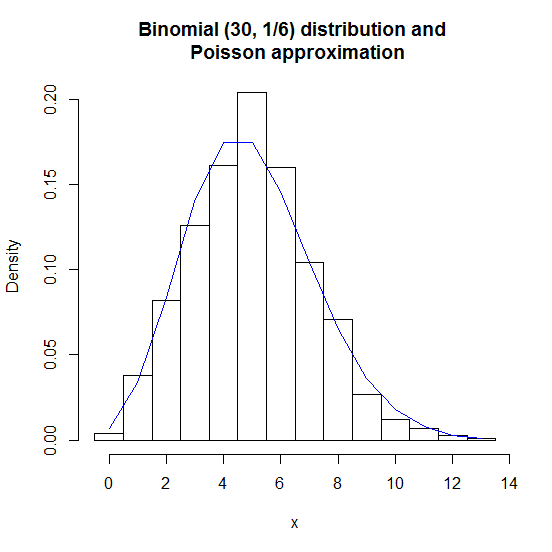 Binomial (30, 1/6) distribution and
Poisson approximation
0.20
0.15
0.10
0.05
0.00
Density
0 2 4 6 8 10 12 14
x